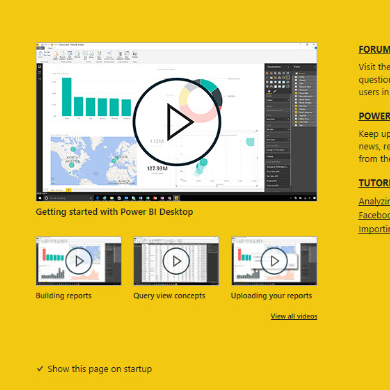 Getting started with Power BI Desktop
Building reports
Query view concepts
Uploading your reports
View all videos
Show this page on startup
FORUM
Visit the
question
users in
POWER
Keep up
news, re
from the
TUTORI
Analyzin
Faceboo
Importin